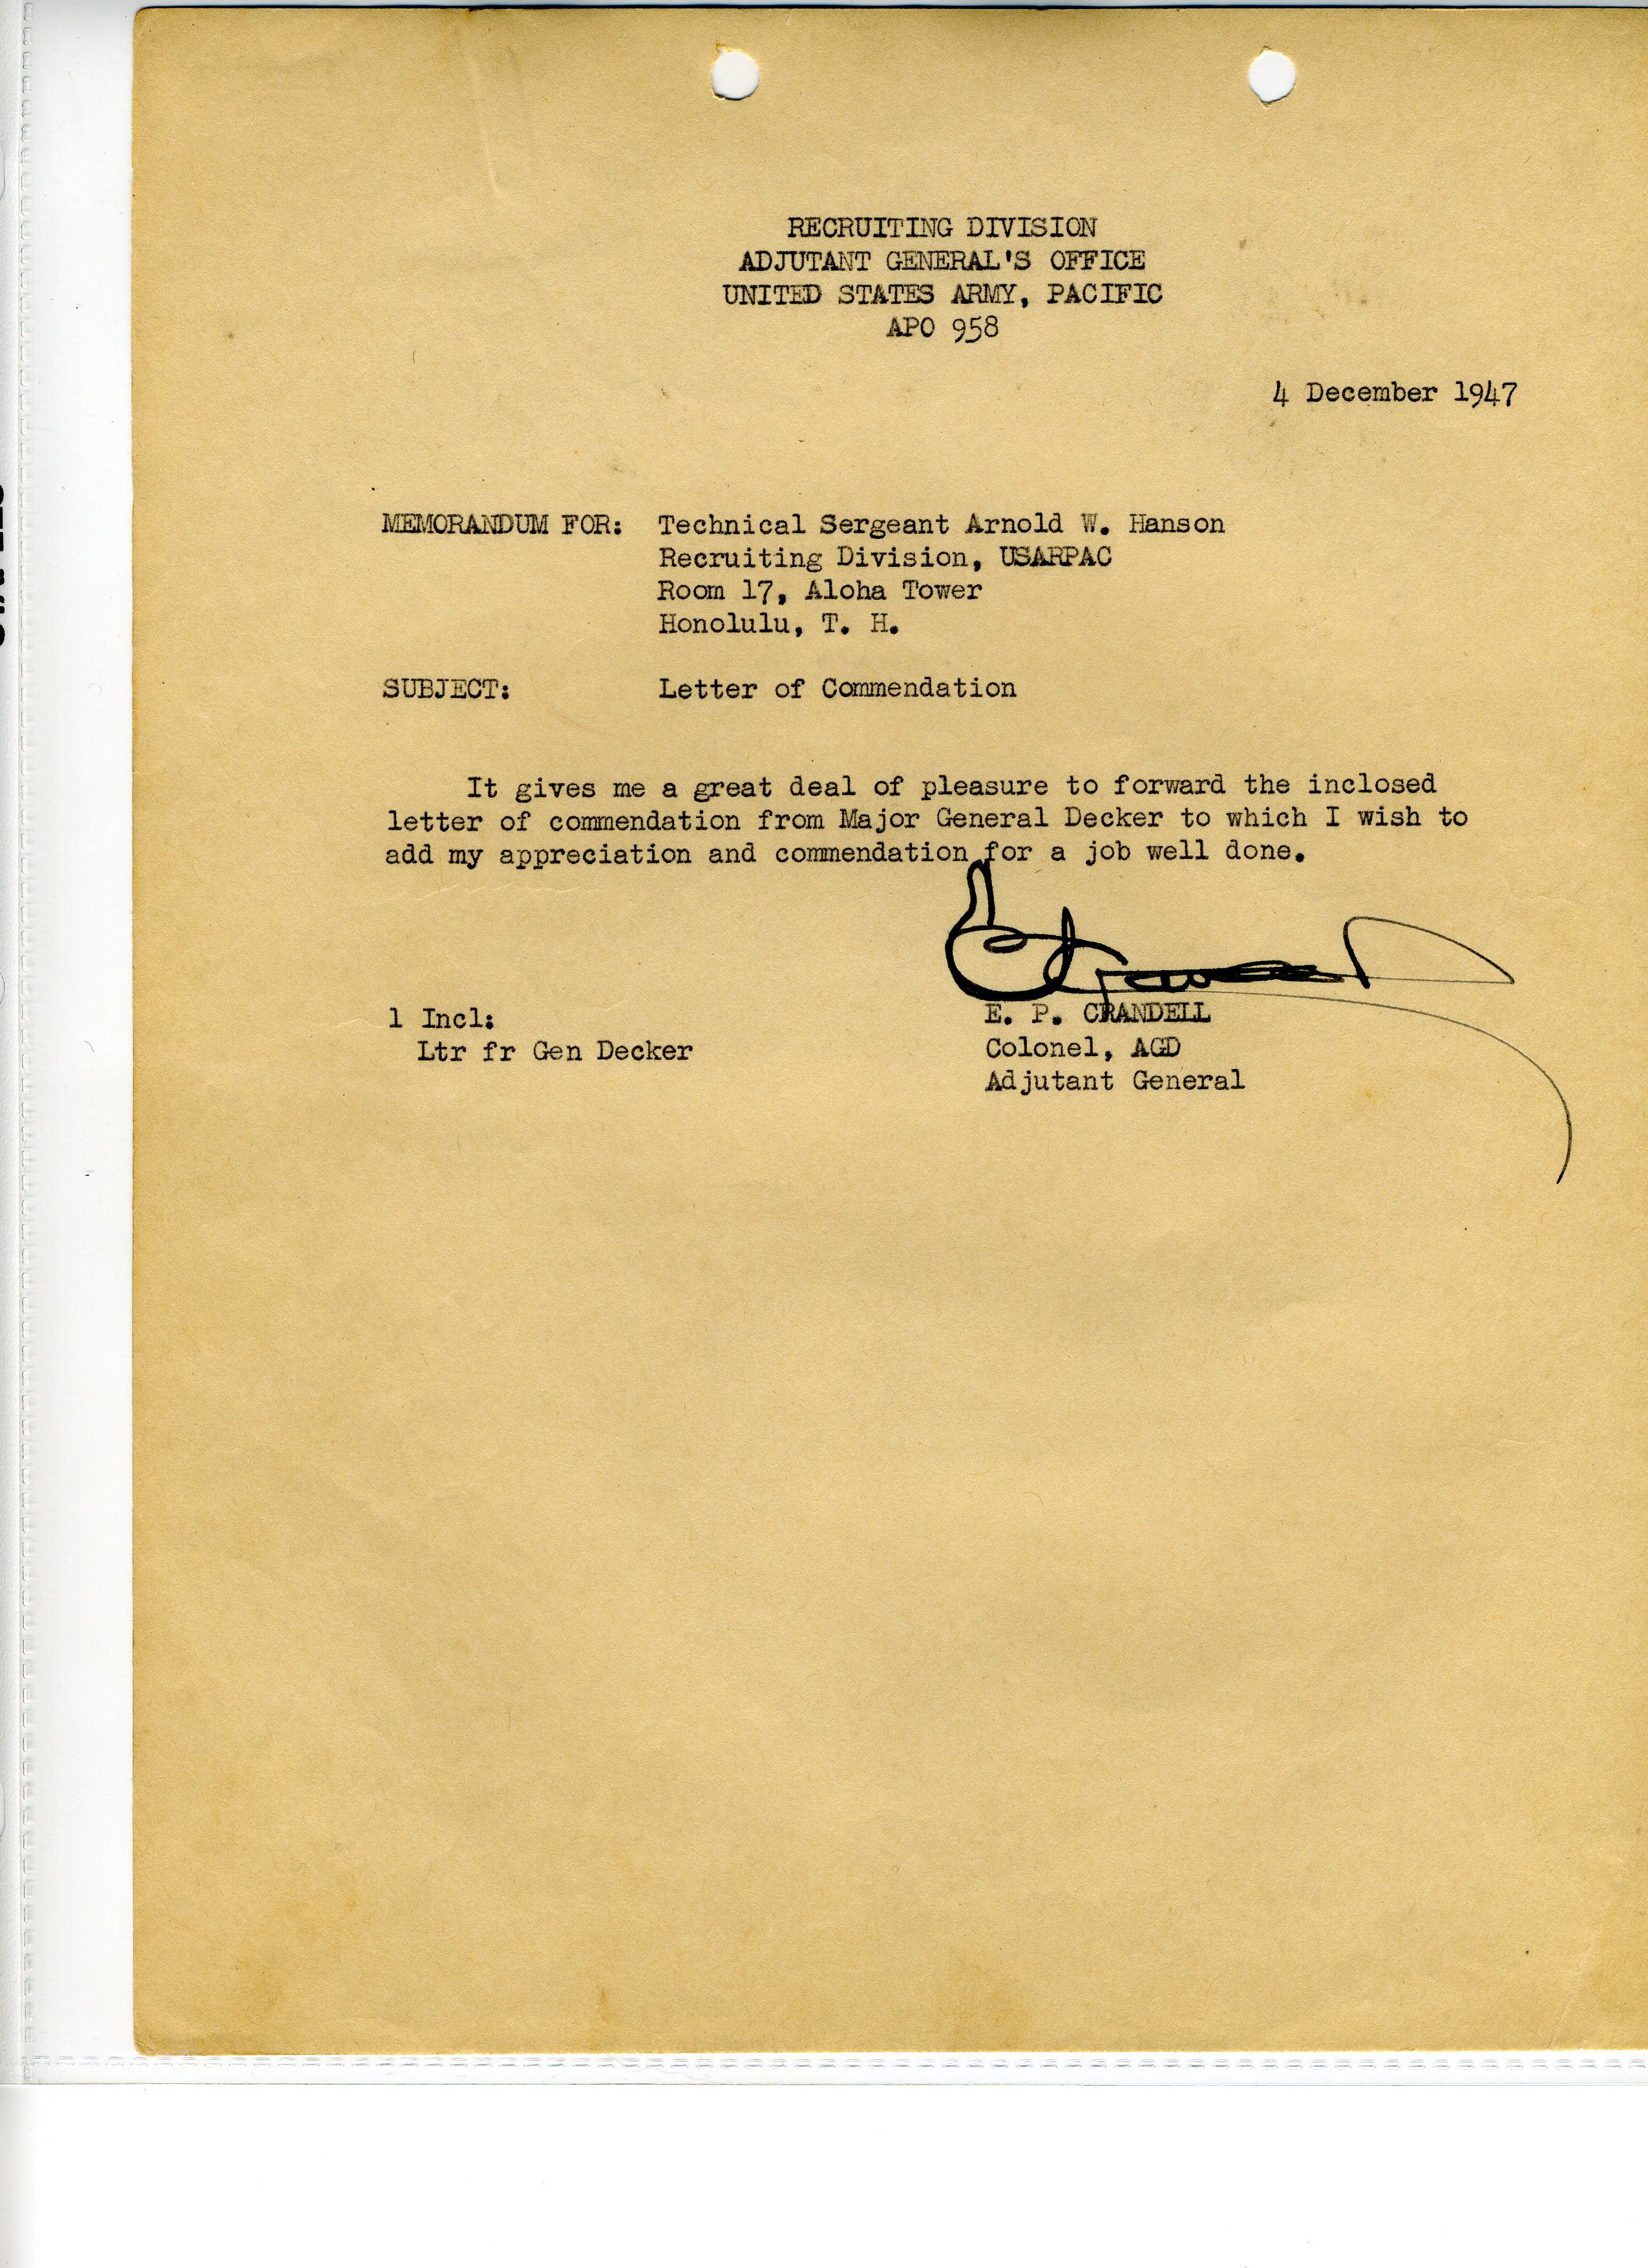 RECRUITING DIVISION
ADJUTANT GENERAL'S OFFICE
UNITED STATES ARMY, PACIFIC
APO 958
4 December 1947
MEMORANDUM FOR: Technical Sergeant Arnold W. Hanson
Recruiting Division, USARPAC
Room 17, Aloha Tower
Honolulu, T. H.
SUBJECT: Letter of Commendation
It gives me a great deal of pleasure to forward the inclosed
letter of commendation from Major General Decker to which I wish to
add my appreciation and commendation for a job well done.
1 Incl:
Ltr fr Gen Decker
E. P. CRANDELL
Colonel, AGD
Adjutant General